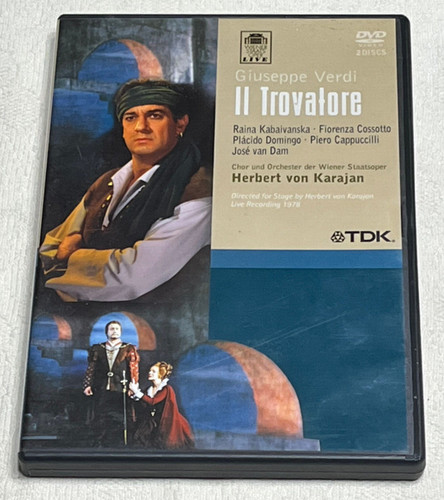 LIVE
DVD
VIDEO
2 DISCS
Giuseppe Verdi
Il Trovatore
Raina Kabaivanska · Fiorenza Cossotto
Plácido Domingo · Piero Cappuccilli
José van Dam
Chor und Orchester der Wiener Staatsoper
Herbert von Karajan
Directed for Stage by Herbert von Karajan
Live Recording 1978
TDK